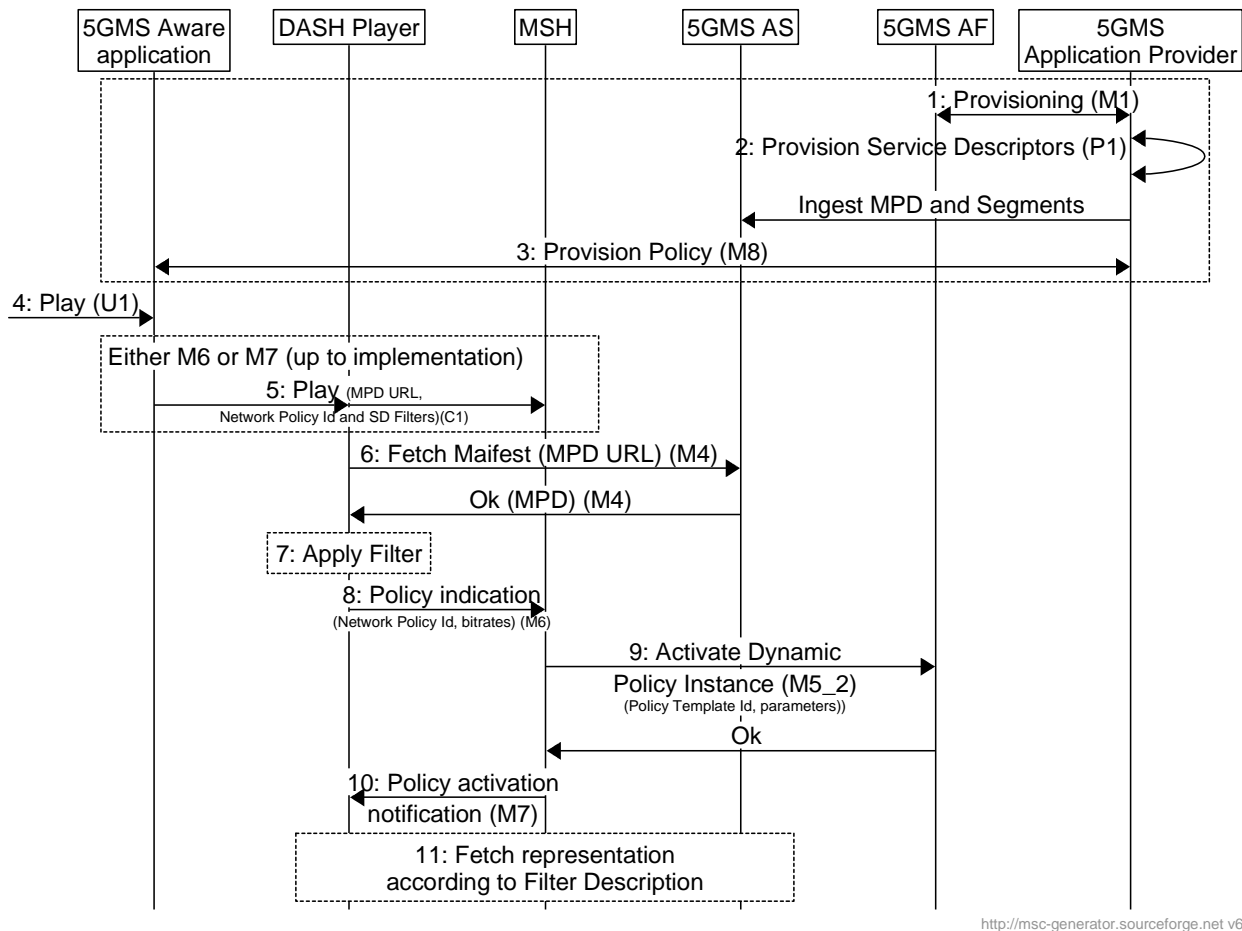 5GMS Aware
application
DASH Player
MSH
5GMS AS
5GMS AF
5GMS
Application Provider
1: Provisioning (M1)
2: Provision Service Descriptors (P1)
Ingest MPD and Segments
3: Provision Policy (M8)
4: Play (U1)
Either M6 or M7 (up to implementation)
5: Play (MPD URL,
Network Policy Id and SD Filters)(C1)
6: Fetch Maifest (MPD URL) (M4)
Ok (MPD) (M4)
7: Apply Filter
8: Policy indication
(Network Policy Id, bitrates) (M6)
9: Activate Dynamic
Policy Instance (M5_2)
(Policy Template Id, parameters))
Ok
10: Policy activation
notification (M7)
11: Fetch representation
according to Filter Description
http://msc-generator.sourceforge.net v6